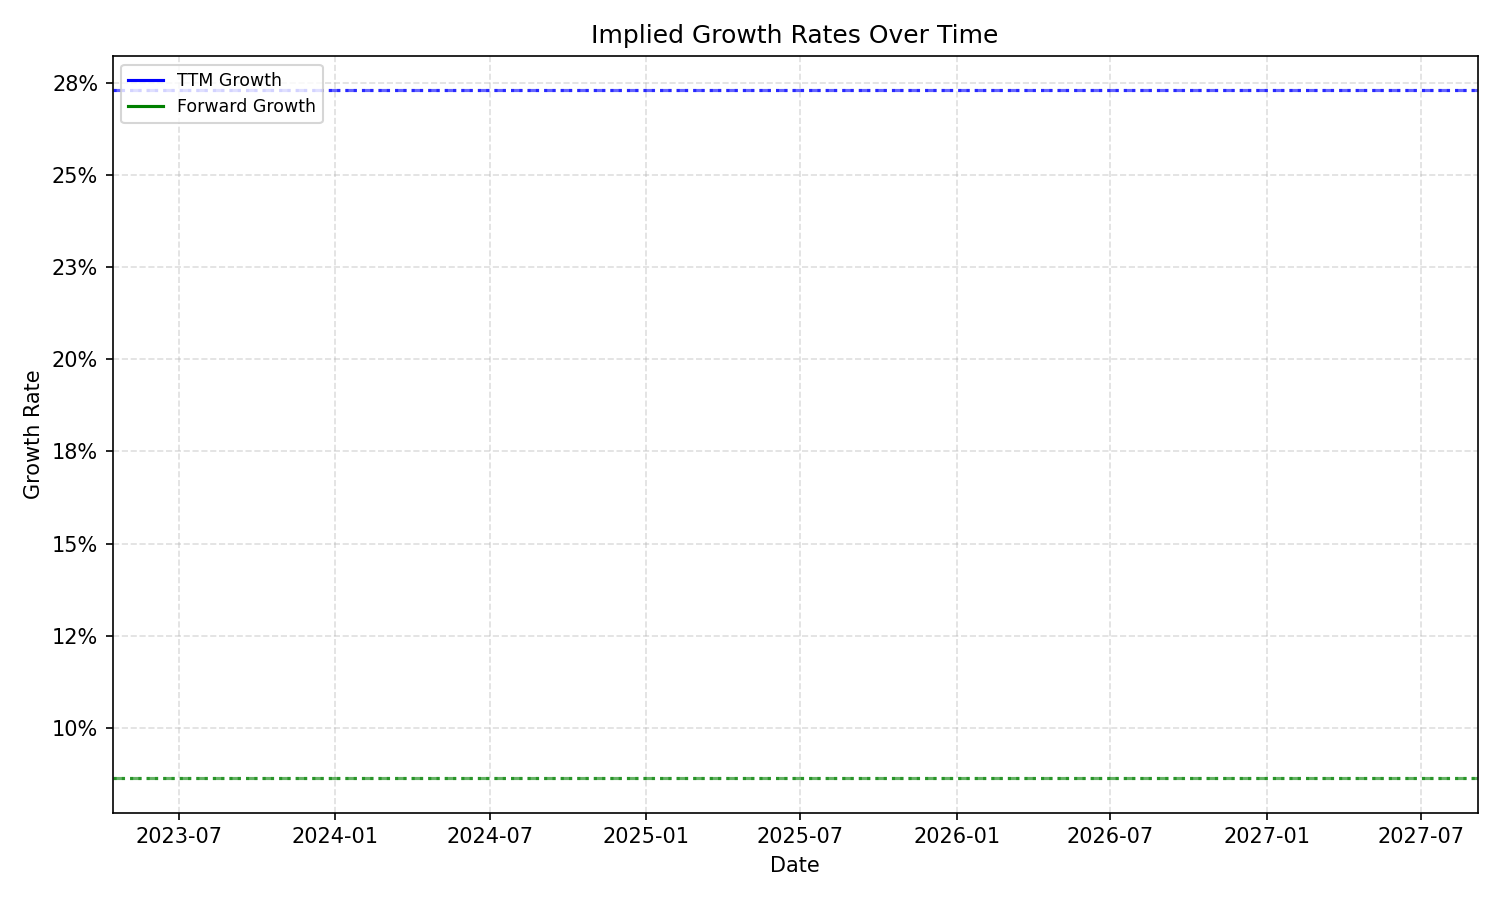 Implied Growth Rates Over Time
TTM Growth
Forward Growth
28%
25%
23%
20%
18%
15%
12%
10%
Growth Rate
2023-07 2024-01 2024-07 2025-01 2025-07 2026-01 2026-07 2027-01 2027-07
Date